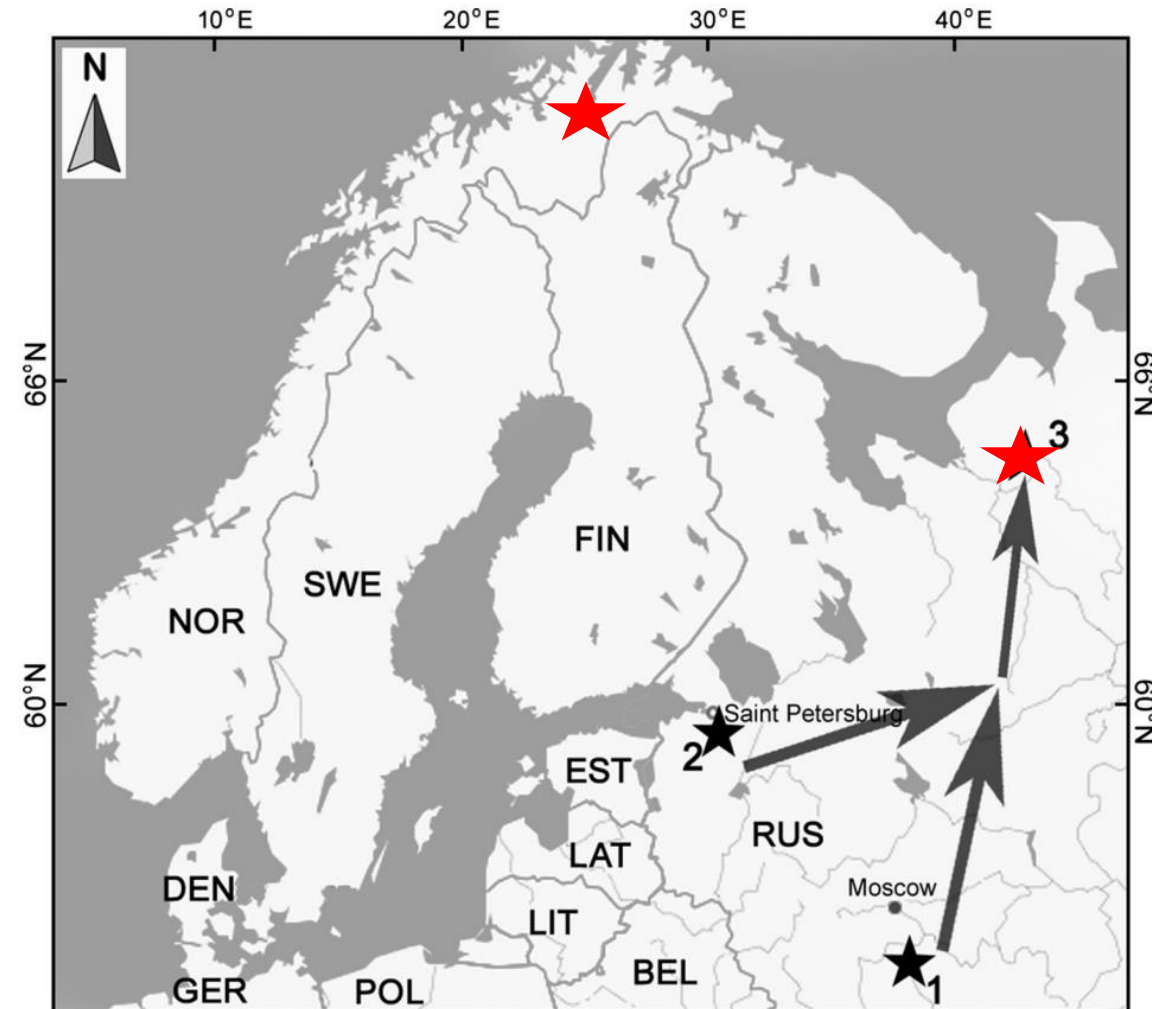 10°E 20°E 30°E 40°E
N
66°N 66°N
3
FIN
SWE
NOR
60°N 60°N
Saint Petersburg
2
EST
RUS
LAT
Moscow
DEN
LIT
BEL
GER POL 1